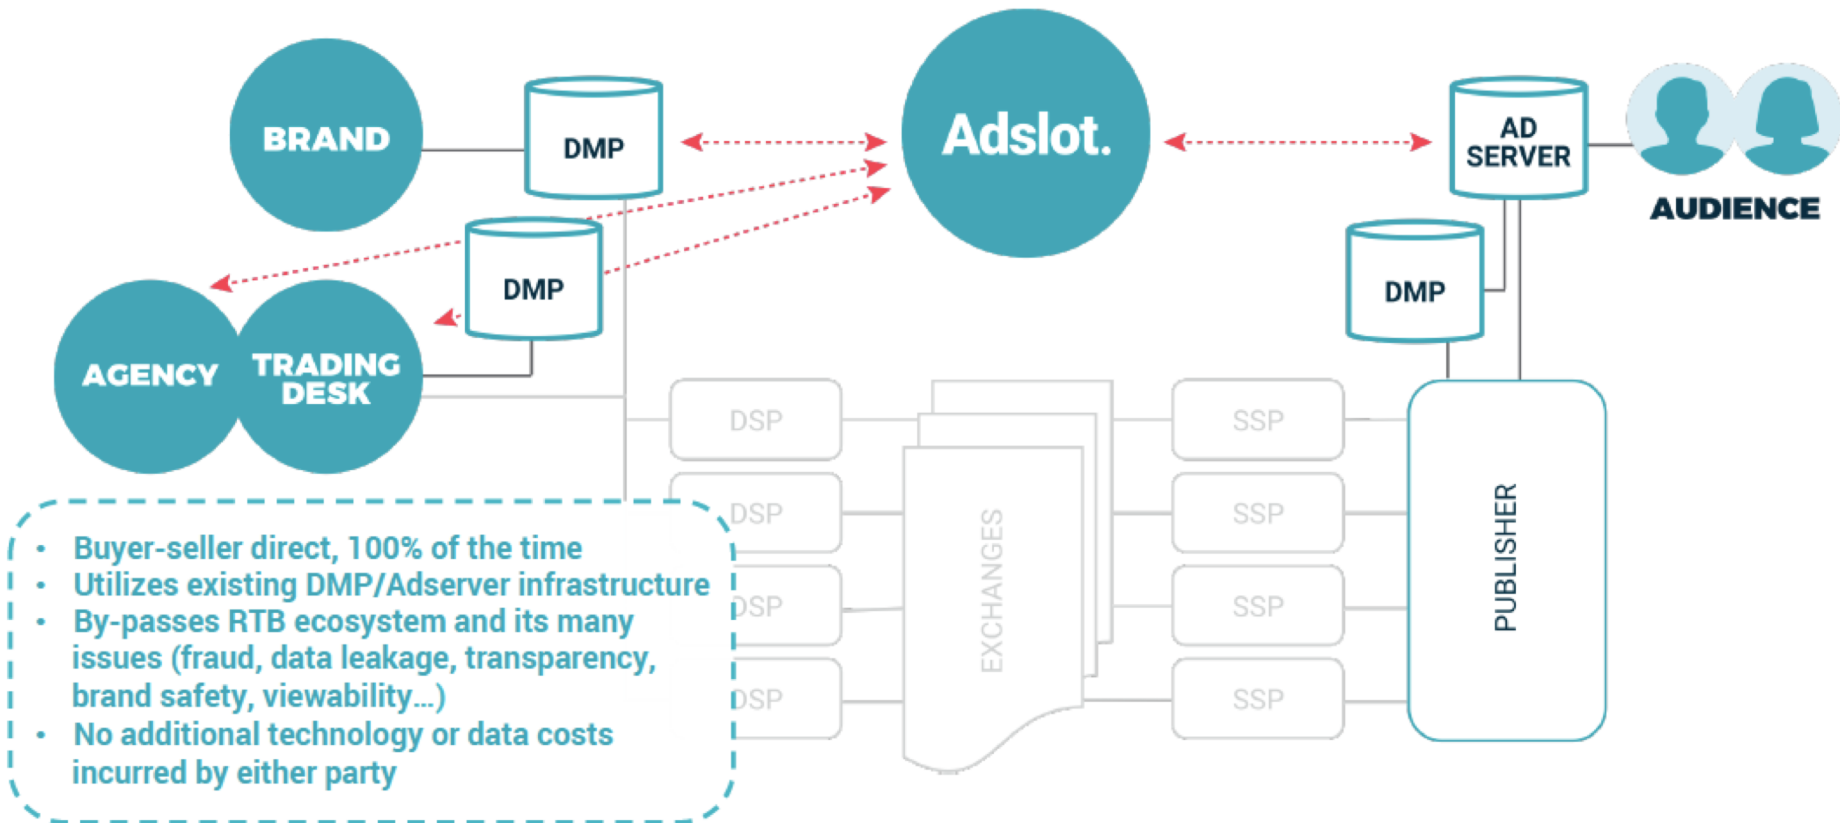 BRAND
DMP
Adslot.
AD
SERVER
AUDIENCE
DMP
DMP
AGENCY
TRADING
DESK
DSP
SSP
DSP
SSP
DSP
SSP
DSP
SSP
EXCHANGES
PUBLISHER
• Buyer-seller direct, 100% of the time
• Utilizes existing DMP/Adserver infrastructure
• By-passes RTB ecosystem and its many
issues (fraud, data leakage, transparency,
brand safety, viewability...)
• No additional technology or data costs
incurred by either party